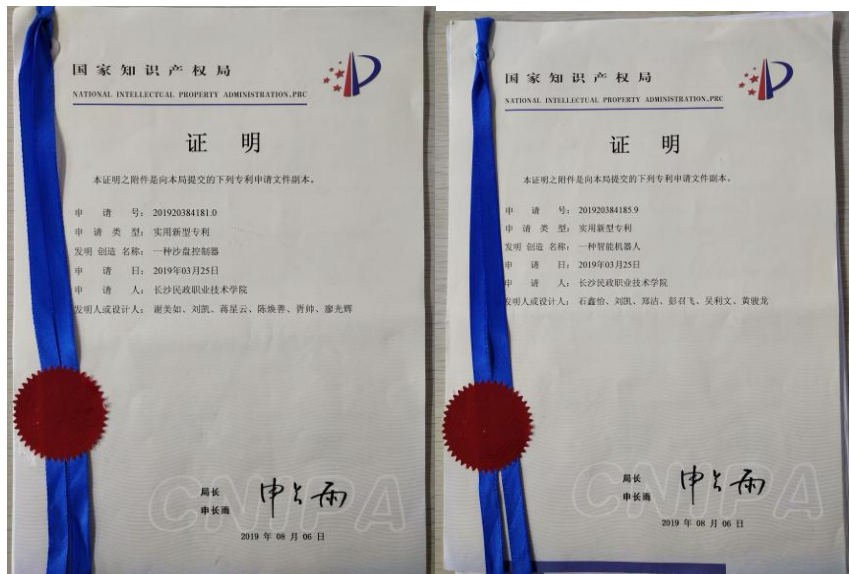 国家知识产权局
NATIONAL INTELLECTUAL PROPERTY ADMINISTRATION,PRC
证 明
本证明之附件是向本局提交的下列专利申请文件副本。
申 请 号: 201920384181.0
申 请 类 型: 实用新型专利
发明 创造 名称: 一种沙盘控制器
申 请 日: 2019年03月25日
申 请 人: 长沙民政职业技术学院
发明人或设计人: 谢美如、刘凯、蒋星云、陈焕善、胥帅、廖光辉
局长
申长雨
申长雨
CNIPA
2019 年 08 月 06 日
国家知识产权局
NATIONAL INTELLECTUAL PROPERTY ADMINISTRATION,PRC
证 明
本证明之附件是向本局提交的下列专利申请文件副本。
申 请 号: 201920384185.9
申 请 类 型: 实用新型专利
发明 创造 名称: 一种智能机器人
申 请 日: 2019年03月25日
申 请 人: 长沙民政职业技术学院
发明人或设计人: 石鑫怡、刘凯、郑洁、彭召飞、吴利文、黄骏龙
局长
申长雨
申长雨
CNIPA
2019 年 08 月 06 日